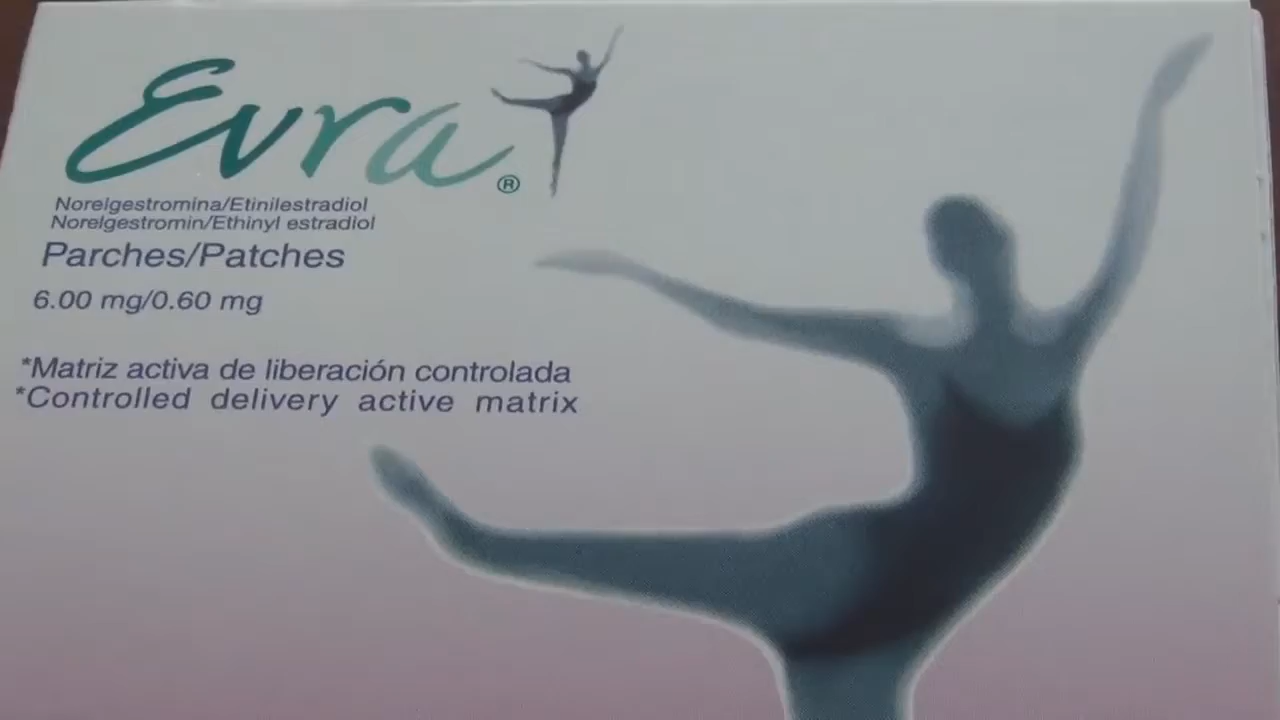 Evra®
Norelgestromina/Etinilestradiol
Norelgestromin/Ethinyl estradiol
Parches/Patches
6.00 mg/0.60 mg
*Matriz activa de liberación controlada
*Controlled delivery active matrix